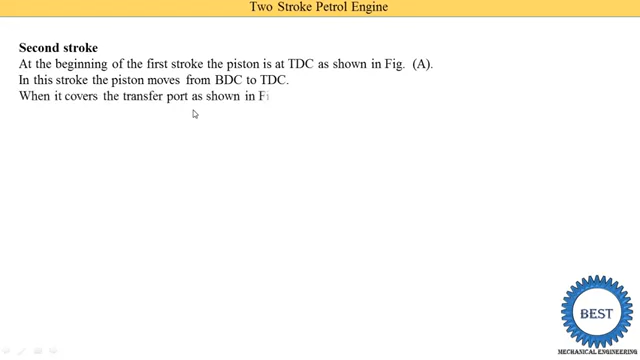 Two Stroke Petrol Engine
Second stroke
At the beginning of the first stroke the piston is at TDC as shown in Fig. (A).
In this stroke the piston moves from BDC to TDC.
When it covers the transfer port as shown in Fi
BEST
MECHANICAL ENGINEERING